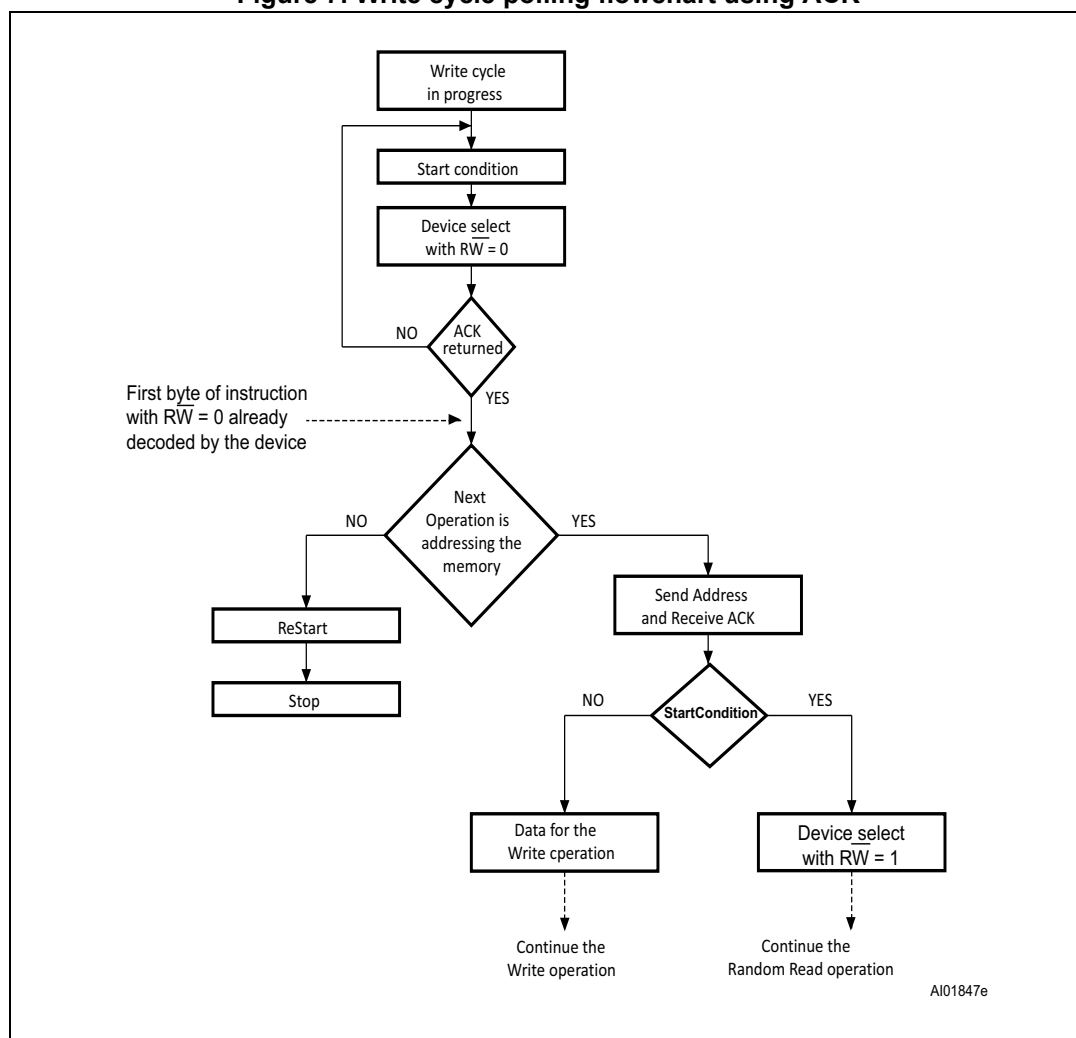 Figure 7. Write cycle polling flowchart using ACK
Write cycle
in progress
Start condition
Device select
with RW̅ = 0
NO
ACK
returned
YES
First byte of instruction
with RW̅ = 0 already
decoded by the device
Next
Operation is
addressing the
memory
NO
YES
ReStart
Stop
Send Address
and Receive ACK
StartCondition
NO
YES
Data for the
Write cperation
Device select
with RW̅ = 1
Continue the
Write operation
Continue the
Random Read operation
AI01847e